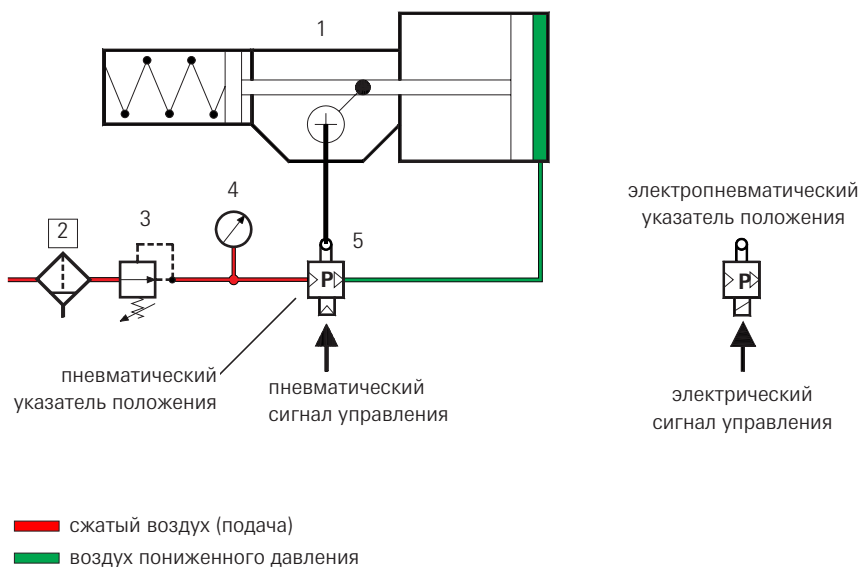 1
электропневматический
указатель положения
4
2
3
5
P
P
пневматический
указатель положения
пневматический
сигнал управления
электрический
сигнал управления
сжатый воздух (подача)
воздух пониженного давления